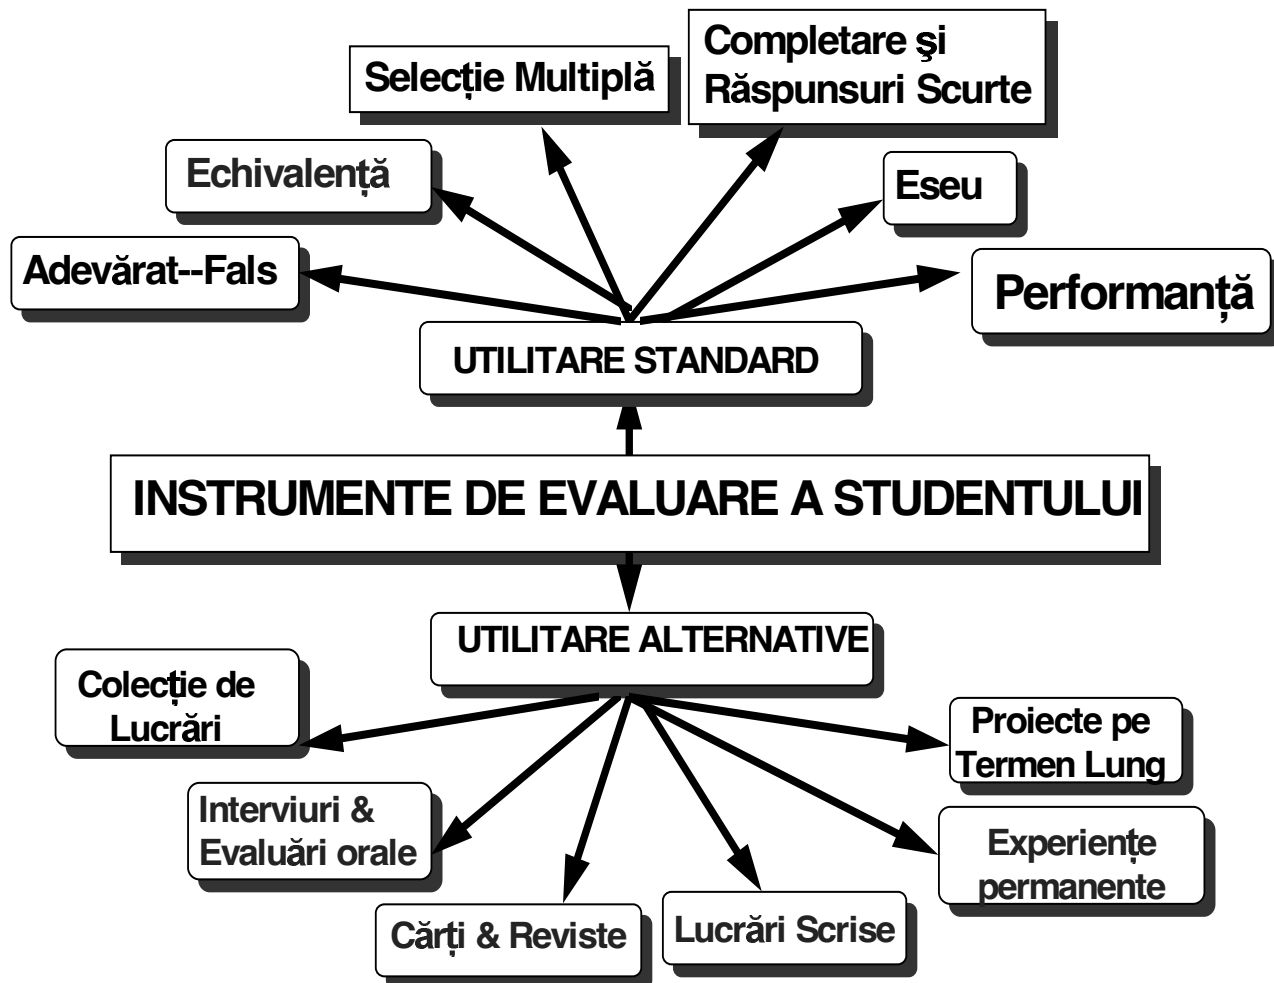 Completare şi
Răspunsuri Scurte
Selecție Multiplă
Echivalență
Eseu
Adevărat--Fals
Performanță
UTILITARE STANDARD
INSTRUMENTE DE EVALUARE A STUDENTULUI
UTILITARE ALTERNATIVE
Colecție de
Lucrări
Proiecte pe
Termen Lung
Interviuri &
Evaluări orale
Experiențe
permanente
Cărți & Reviste
Lucrări Scrise